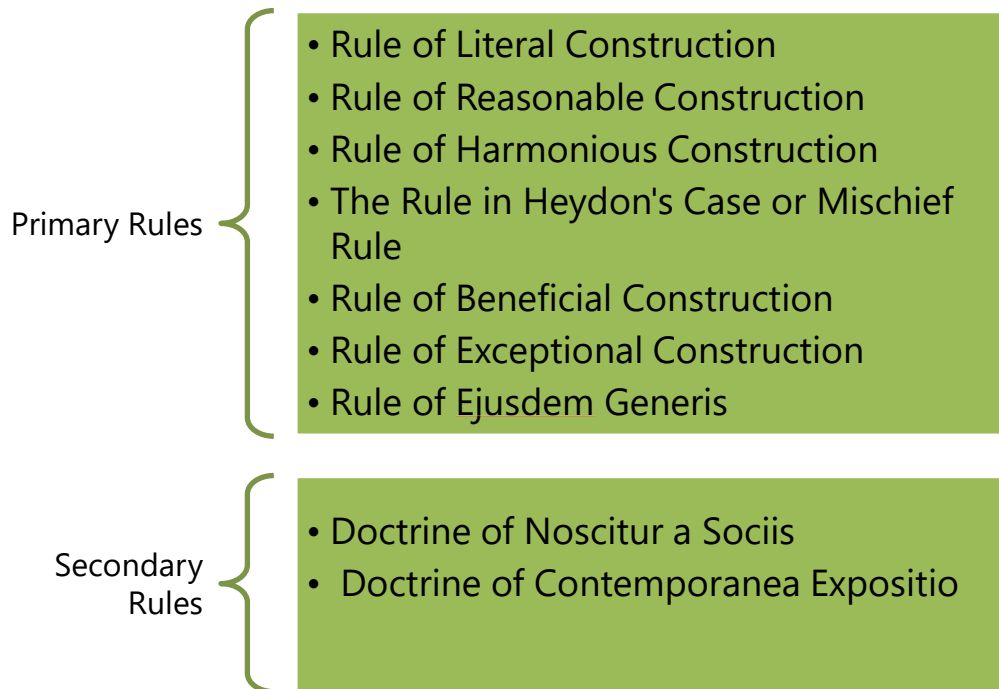 Primary Rules
• Rule of Literal Construction
• Rule of Reasonable Construction
• Rule of Harmonious Construction
• The Rule in Heydon's Case or Mischief
Rule
• Rule of Beneficial Construction
• Rule of Exceptional Construction
• Rule of Ejusdem Generis
Secondary
Rules
• Doctrine of Noscitur a Sociis
• Doctrine of Contemporanea Expositio